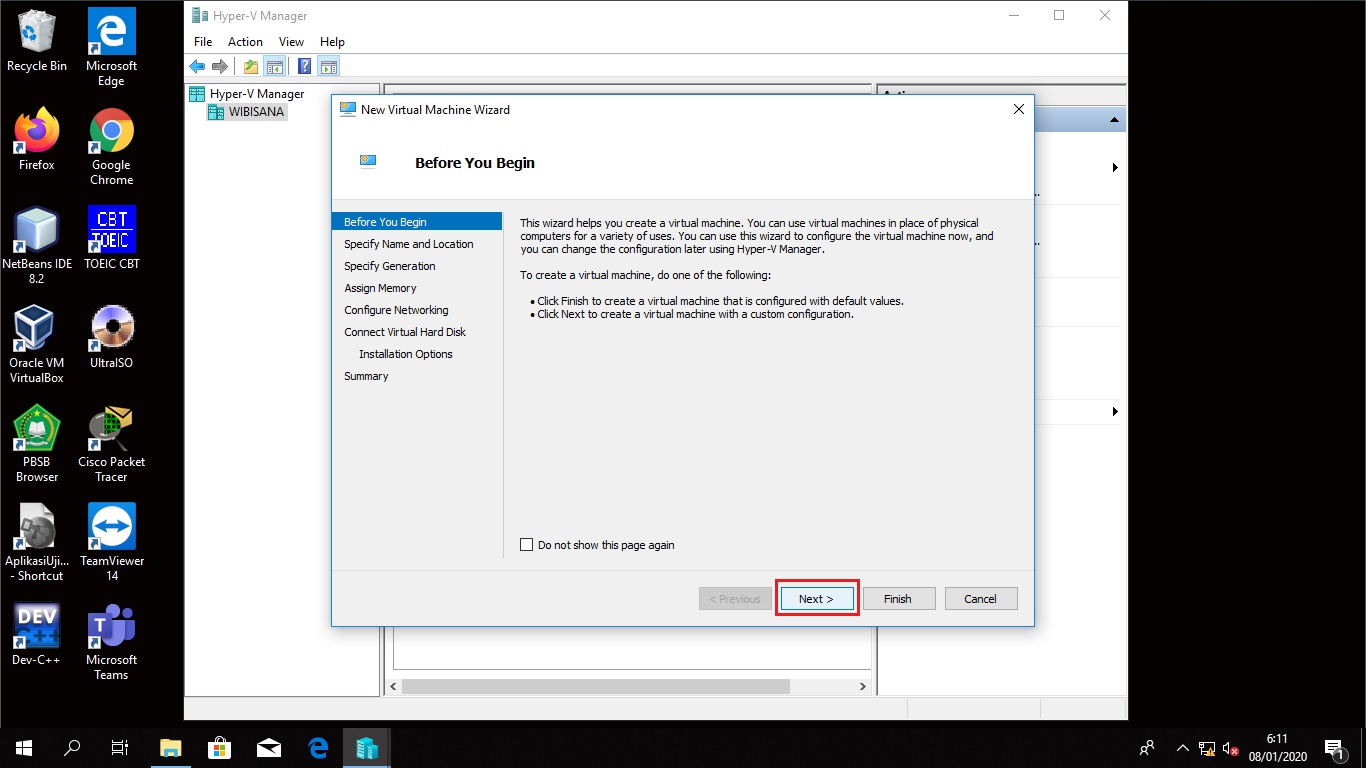 Recycle Bin
Microsoft
Edge
Firefox
Google
Chrome
NetBeans IDE
8.2
CBT
TOEIC
TOEIC CBT
Oracle VM
VirtualBox
UltraISO
PBSB
Browser
Cisco Packet
Tracer
AplikasiUji...
- Shortcut
TeamViewer
14
DEV
C++
Dev-C++
T
Microsoft
Teams
Hyper-V Manager
File Action View Help
Hyper-V Manager
WIBISANA
New Virtual Machine Wizard
Before You Begin
Before You Begin
Specify Name and Location
Specify Generation
Assign Memory
Configure Networking
Connect Virtual Hard Disk
Installation Options
Summary
This wizard helps you create a virtual machine. You can use virtual machines in place of physical
computers for a variety of uses. You can use this wizard to configure the virtual machine now, and
you can change the configuration later using Hyper-V Manager.
To create a virtual machine, do one of the following:
• Click Finish to create a virtual machine that is configured with default values.
• Click Next to create a virtual machine with a custom configuration.
Do not show this page again
< Previous Next > Finish Cancel
6:11
08/01/2020
1